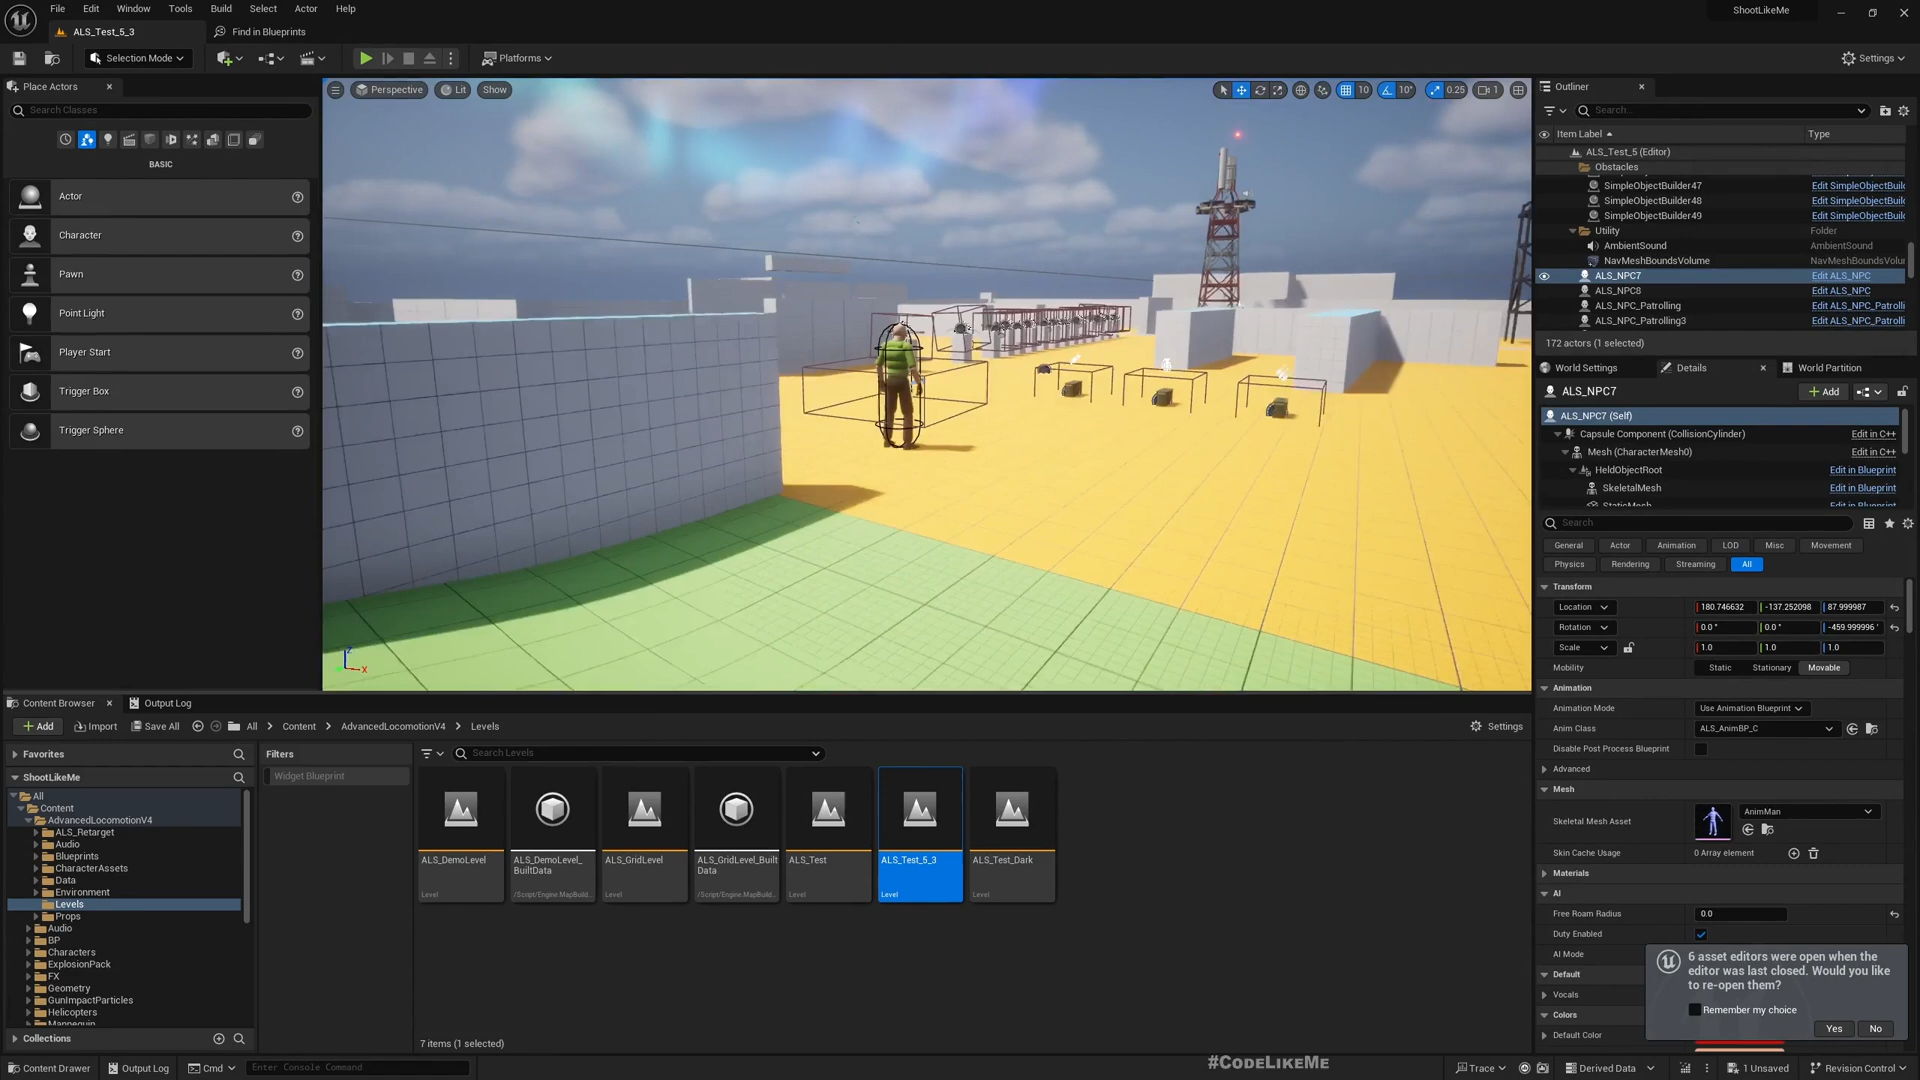 File Edit Window Tools Build Select Actor Help
ShootLikeMe
ALS_Test_5_3
Find in Blueprints
Selection Mode
Platforms
Settings
Place Actors
Search Classes
BASIC
Actor
Character
Pawn
Point Light
Player Start
Trigger Box
Trigger Sphere
Perspective Lit Show
10 10° 0.25 1
Z
X
Outliner
Search...
Item Label Type
ALS_Test_5 (Editor)
Obstacles
SimpleObjectBuilder47 Edit SimpleObjectBuil
SimpleObjectBuilder48 Edit SimpleObjectBuil
SimpleObjectBuilder49 Edit SimpleObjectBuil
Utility Folder
AmbientSound AmbientSound
NavMeshBoundsVolume NavMeshBoundsVolu
ALS_NPC7 Edit ALS_NPC
ALS_NPC8 Edit ALS_NPC
ALS_NPC_Patrolling Edit ALS_NPC_Patrolli
ALS_NPC_Patrolling3 Edit ALS_NPC_Patrolli
172 actors (1 selected)
World Settings Details World Partition
ALS_NPC7
Add
ALS_NPC7 (Self)
Capsule Component (CollisionCylinder) Edit in C++
Mesh (CharacterMesh0) Edit in C++
HeldObjectRoot Edit in Blueprint
SkeletalMesh Edit in Blueprint
StaticMesh Edit in Blueprint
Search
General Actor Animation LOD Misc Movement
Physics Rendering Streaming All
Transform
Location 180.746632 -137.252098 87.999987
Rotation 0.0 ° 0.0 ° -459.999996 °
Scale 1.0 1.0 1.0
Mobility Static Stationary Movable
Animation
Animation Mode Use Animation Blueprint
Anim Class ALS_AnimBP_C
Disable Post Process Blueprint
Advanced
Mesh
Skeletal Mesh Asset AnimMan
Skin Cache Usage 0 Array element
Materials
AI
Free Roam Radius 0.0
Duty Enabled
AI Mode
Default
Vocals
Colors
Default Color
6 asset editors were open when the
editor was last closed. Would you like
to re-open them?
Remember my choice
Yes No
Content Browser Output Log
Add Import Save All All Content AdvancedLocomotionV4 Levels
Settings
Favorites
ShootLikeMe
All
Content
AdvancedLocomotionV4
ALS_Retarget
Audio
Blueprints
CharacterAssets
Data
Environment
Levels
Props
Audio
BP
Characters
ExplosionPack
FX
Geometry
GunImpactParticles
Helicopters
Mannequin
Collections
Filters
Widget Blueprint
Search Levels
ALS_DemoLevel
Level
ALS_DemoLevel_
BuiltData
/Script/Engine.MapBuild
ALS_GridLevel
Level
ALS_GridLevel_Built
Data
/Script/Engine.MapBuild
ALS_Test
Level
ALS_Test_5_3
Level
ALS_Test_Dark
Level
7 items (1 selected)
#CodeLikeMe
Content Drawer Output Log Cmd Enter Console Command
Trace Derived Data 1 Unsaved Revision Control